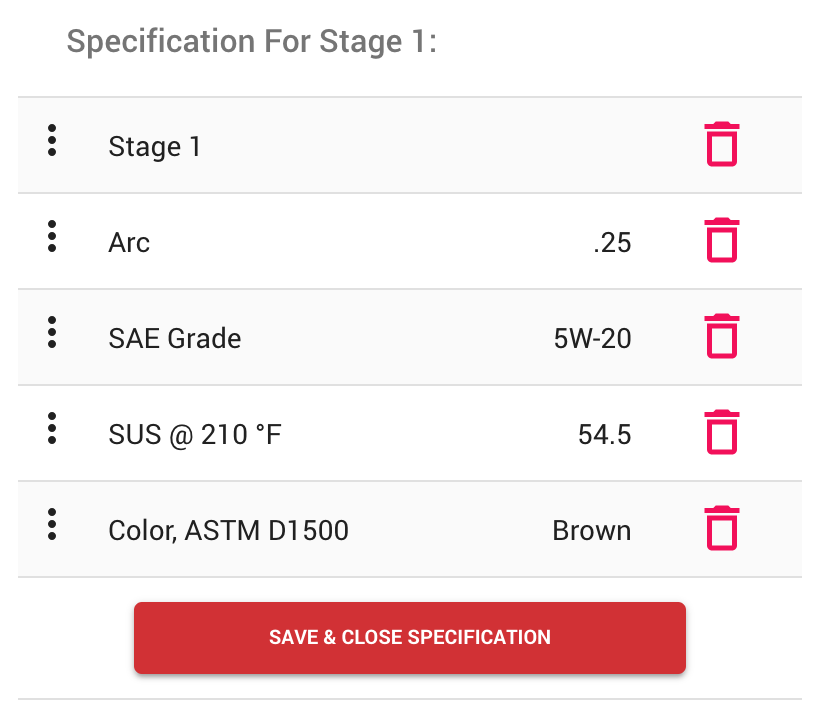 Specification For Stage 1:
Stage 1
Arc .25
SAE Grade 5W-20
SUS @ 210 °F 54.5
Color, ASTM D1500 Brown
SAVE & CLOSE SPECIFICATION